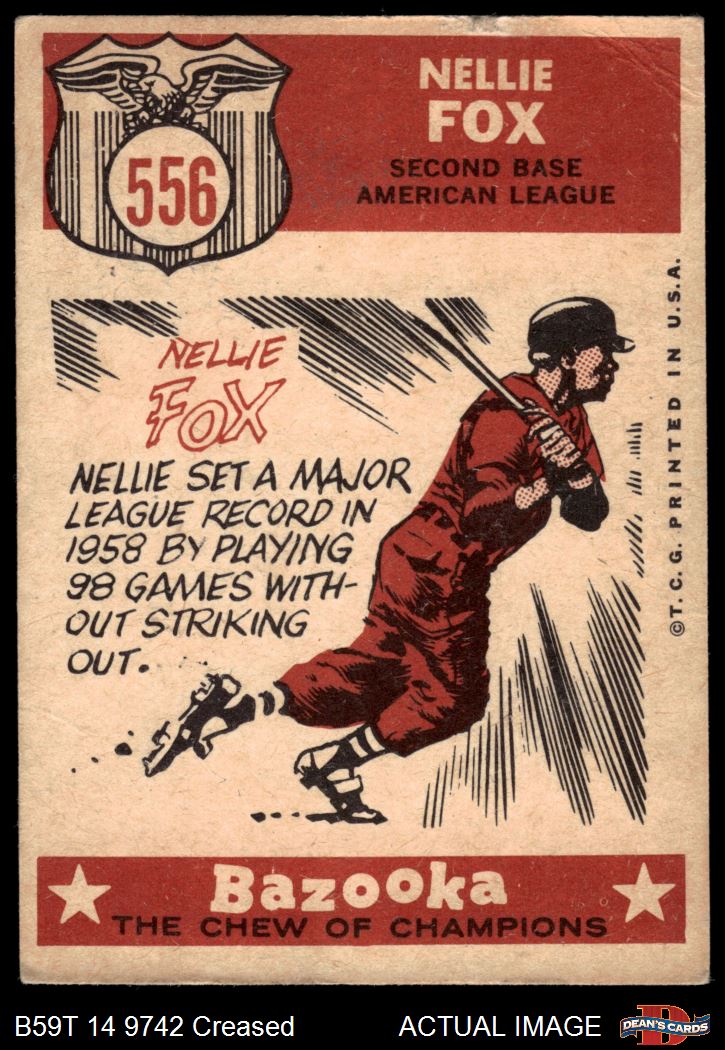 556
NELLIE
FOX
SECOND BASE
AMERICAN LEAGUE
NELLIE
FOX
NELLIE SET A MAJOR
LEAGUE RECORD IN
1958 BY PLAYING
98 GAMES WITH-
OUT STRIKING
OUT.
©T. C. G. PRINTED IN U.S.A.
Bazooka
THE CHEW OF CHAMPIONS
B59T 14 9742 Creased
ACTUAL IMAGE
D
DEAN'S CARDS